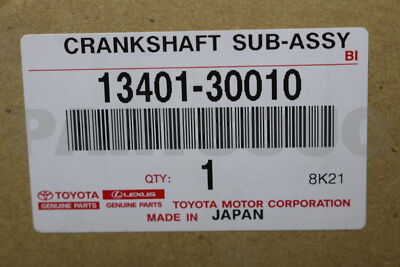 CRANKSHAFT SUB-ASSY
BI
13401-30010
QTY: 1 8K21
TOYOTA LEXUS
GENUINE PARTS GENUINE PARTS TOYOTA MOTOR CORPORATION
MADE IN JAPAN